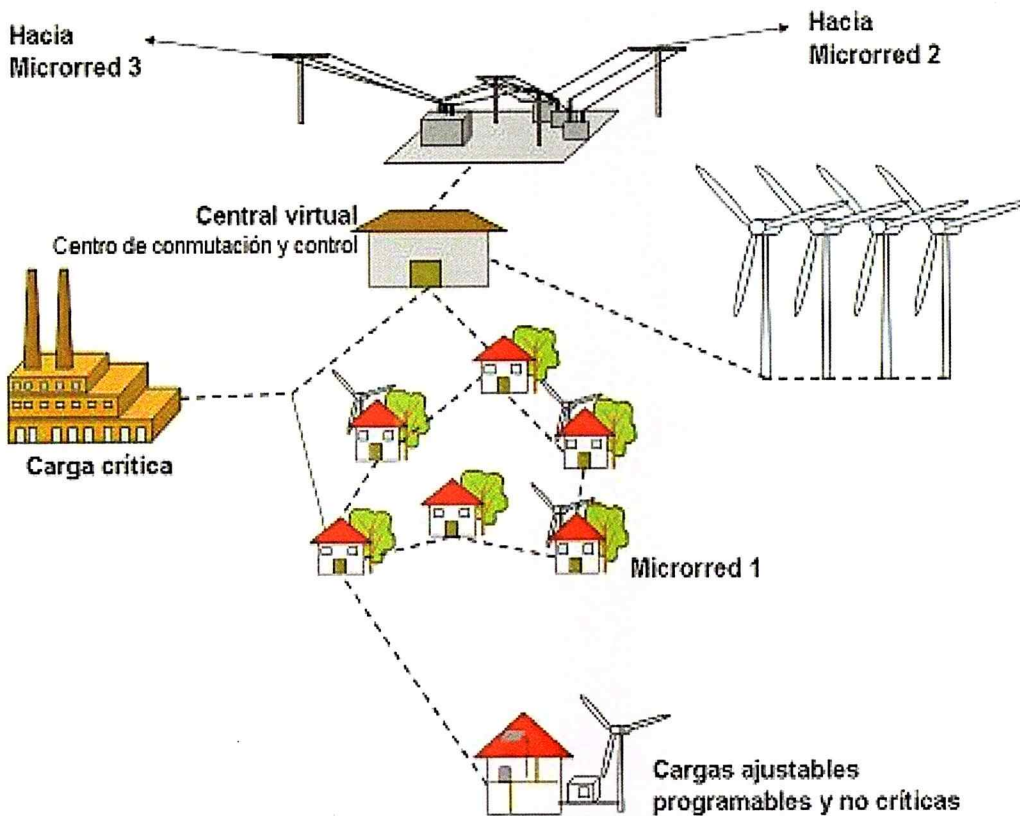 Hacia
Microrred 3
Hacia
Microrred 2
Central virtual
Centro de conmutación y control
Carga crítica
Microrred 1
Cargas ajustables
programables y no críticas